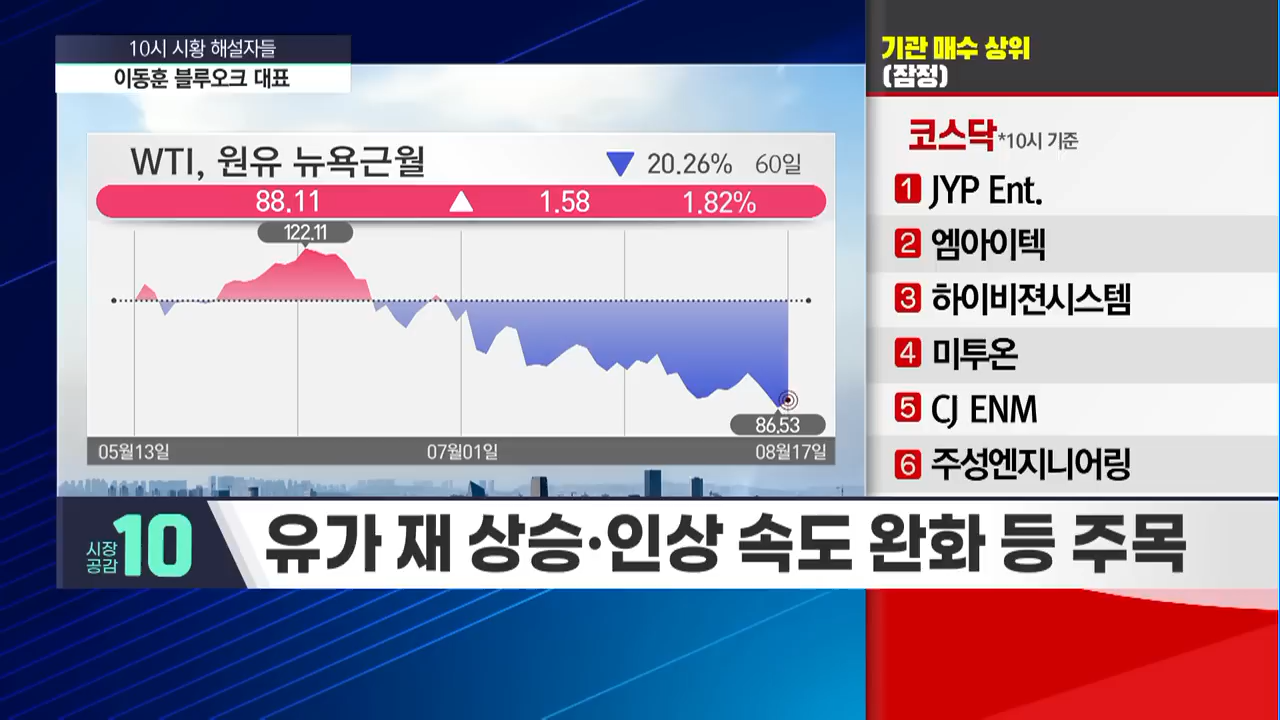 10시 시황 해설자들
이동훈 블루오크 대표
WTI, 원유 뉴욕근월
▼ 20.26% 60일
88.11 ▲ 1.58 1.82%
122.11
86.53
05월13일 07월01일 08월17일
기관 매수 상위
(잠정)
코스닥 *10시 기준
1 JYP Ent.
2 엠아이텍
3 하이비젼시스템
4 미투온
5 CJ ENM
6 주성엔지니어링
시장
공감
10
유가 재 상승·인상 속도 완화 등 주목